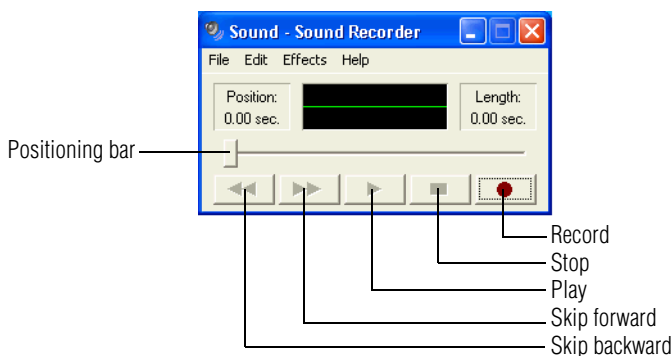 Sound - Sound Recorder
File Edit Effects Help
Position:
0.00 sec.
Length:
0.00 sec.
Positioning bar
Record
Stop
Play
Skip forward
Skip backward